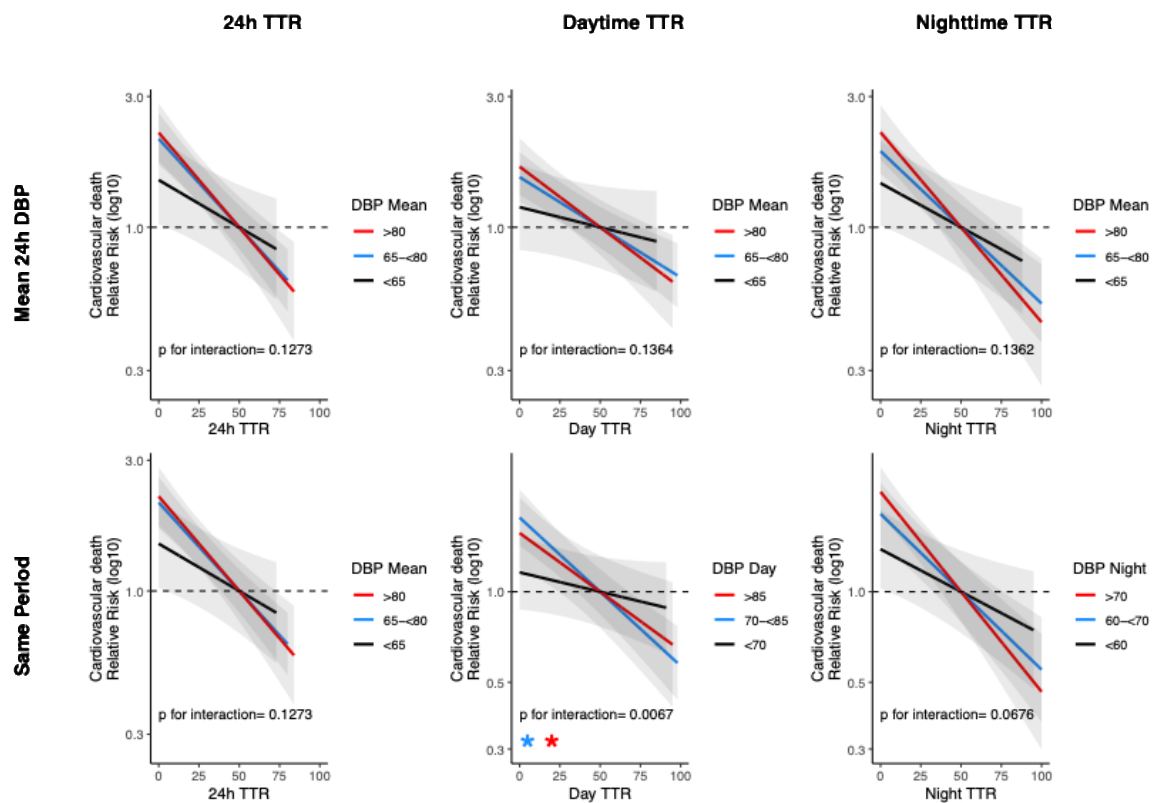 24h TTR
Daytime TTR
Nighttime TTR
Mean 24h DBP
Cardiovascular death
Relative Risk (log10)
3.0
1.0
0.3
p for interaction= 0.1273
0 25 50 75 100
24h TTR
DBP Mean
>80
65–<80
<65
Cardiovascular death
Relative Risk (log10)
3.0
1.0
0.3
p for interaction= 0.1364
0 25 50 75 100
Day TTR
DBP Mean
>80
65–<80
<65
Cardiovascular death
Relative Risk (log10)
3.0
1.0
0.3
p for interaction= 0.1362
0 25 50 75 100
Night TTR
DBP Mean
>80
65–<80
<65
Same Period
Cardiovascular death
Relative Risk (log10)
3.0
1.0
0.3
p for interaction= 0.1273
0 25 50 75 100
24h TTR
DBP Mean
>80
65–<80
<65
Cardiovascular death
Relative Risk (log10)
1.0
0.5
0.3
p for interaction= 0.0067
* *
0 25 50 75 100
Day TTR
DBP Day
>85
70–<85
<70
Cardiovascular death
Relative Risk (log10)
1.0
0.5
0.3
p for interaction= 0.0676
0 25 50 75 100
Night TTR
DBP Night
>70
60–<70
<60